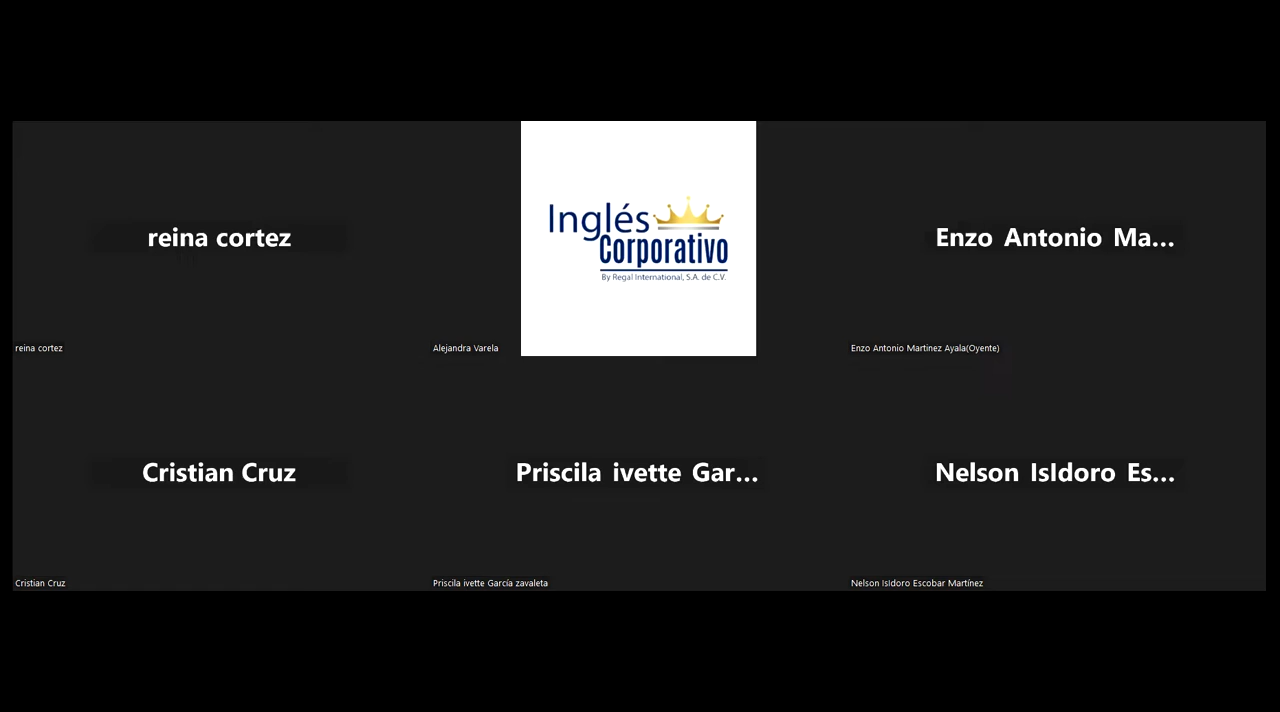 reina cortez
reina cortez
Inglés
Corporativo
By Regal International, S.A. de C.V.
Alejandra Varela
Enzo Antonio Ma...
Enzo Antonio Martinez Ayala(Oyente)
Cristian Cruz
Cristian Cruz
Priscila ivette Gar...
Priscila ivette García zavaleta
Nelson IsIdoro Es...
Nelson IsIdoro Escobar Martínez